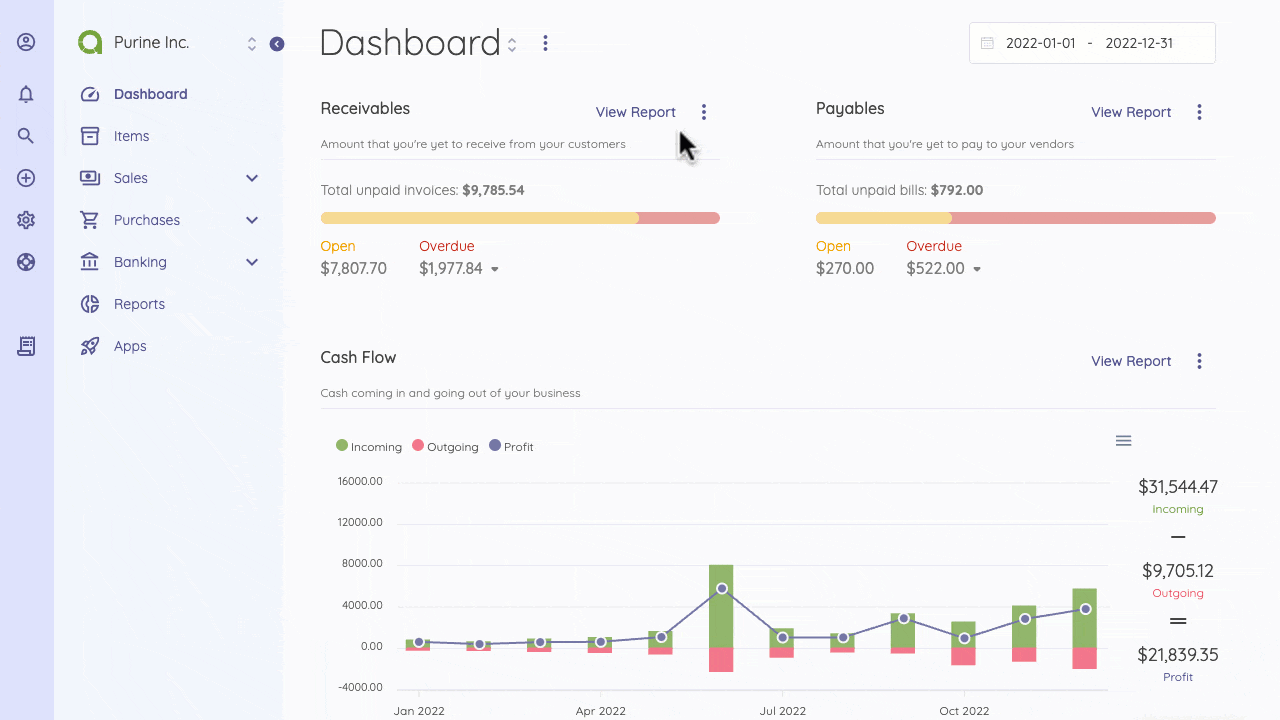 Purine Inc.
Dashboard
Items
Sales
Purchases
Banking
Reports
Apps
Dashboard
2022-01-01 - 2022-12-31
Receivables
View Report
Amount that you're yet to receive from your customers
Total unpaid invoices: $9,785.54
Open
Overdue
$7,807.70
$1,977.84
Payables
View Report
Amount that you're yet to pay to your vendors
Total unpaid bills: $792.00
Open
Overdue
$270.00
$522.00
Cash Flow
View Report
Cash coming in and going out of your business
Incoming
Outgoing
Profit
16000.00
12000.00
8000.00
4000.00
0.00
-4000.00
Jan 2022
Apr 2022
Jul 2022
Oct 2022
$31,544.47
Incoming
$9,705.12
Outgoing
$21,839.35
Profit